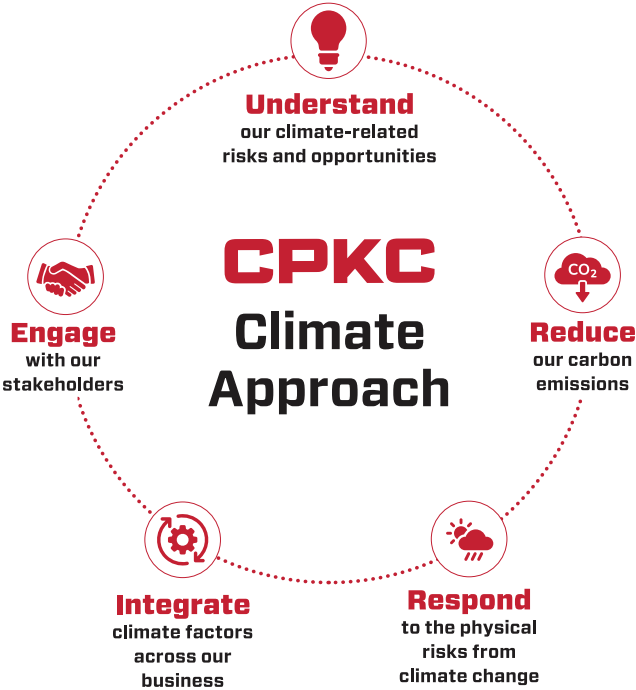 Understand
our climate-related
risks and opportunities
CPKC
Climate
Approach
CO₂
Reduce
our carbon
emissions
Respond
to the physical
risks from
climate change
Integrate
climate factors
across our
business
Engage
with our
stakeholders